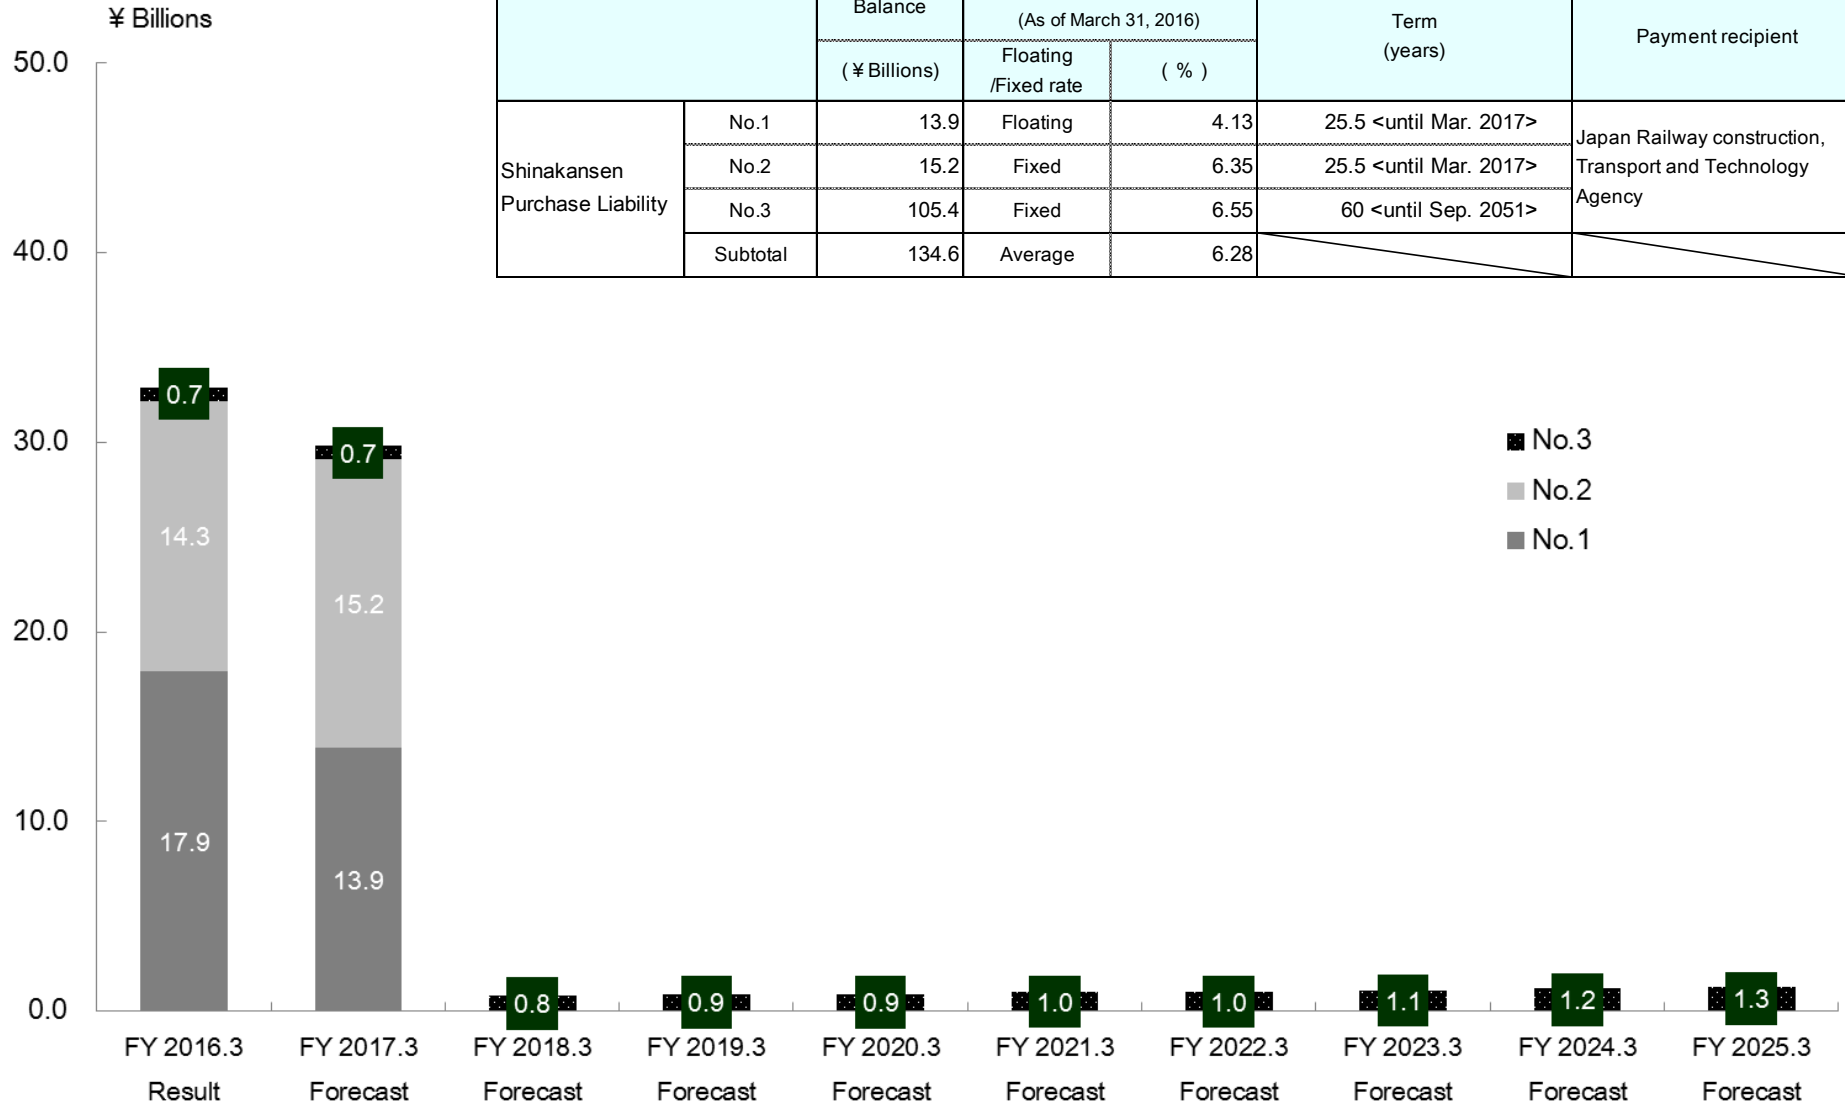 ¥ Billions
Balance
(As of March 31, 2016)
Term
(years)
Payment recipient
(¥Billions)
Floating
/Fixed rate
( % )
Shinakansen
Purchase Liability
No.1 13.9 Floating 4.13 25.5 <until Mar. 2017>
No.2 15.2 Fixed 6.35 25.5 <until Mar. 2017>
No.3 105.4 Fixed 6.55 60 <until Sep. 2051>
Japan Railway construction,
Transport and Technology
Agency
Subtotal 134.6 Average 6.28
50.0
40.0
30.0
20.0
10.0
0.0
0.7
14.3
17.9
0.7
15.2
13.9
0.8
0.9
0.9
1.0
1.0
1.1
1.2
1.3
No.3
No.2
No.1
FY 2016.3
Result
FY 2017.3
Forecast
FY 2018.3
Forecast
FY 2019.3
Forecast
FY 2020.3
Forecast
FY 2021.3
Forecast
FY 2022.3
Forecast
FY 2023.3
Forecast
FY 2024.3
Forecast
FY 2025.3
Forecast